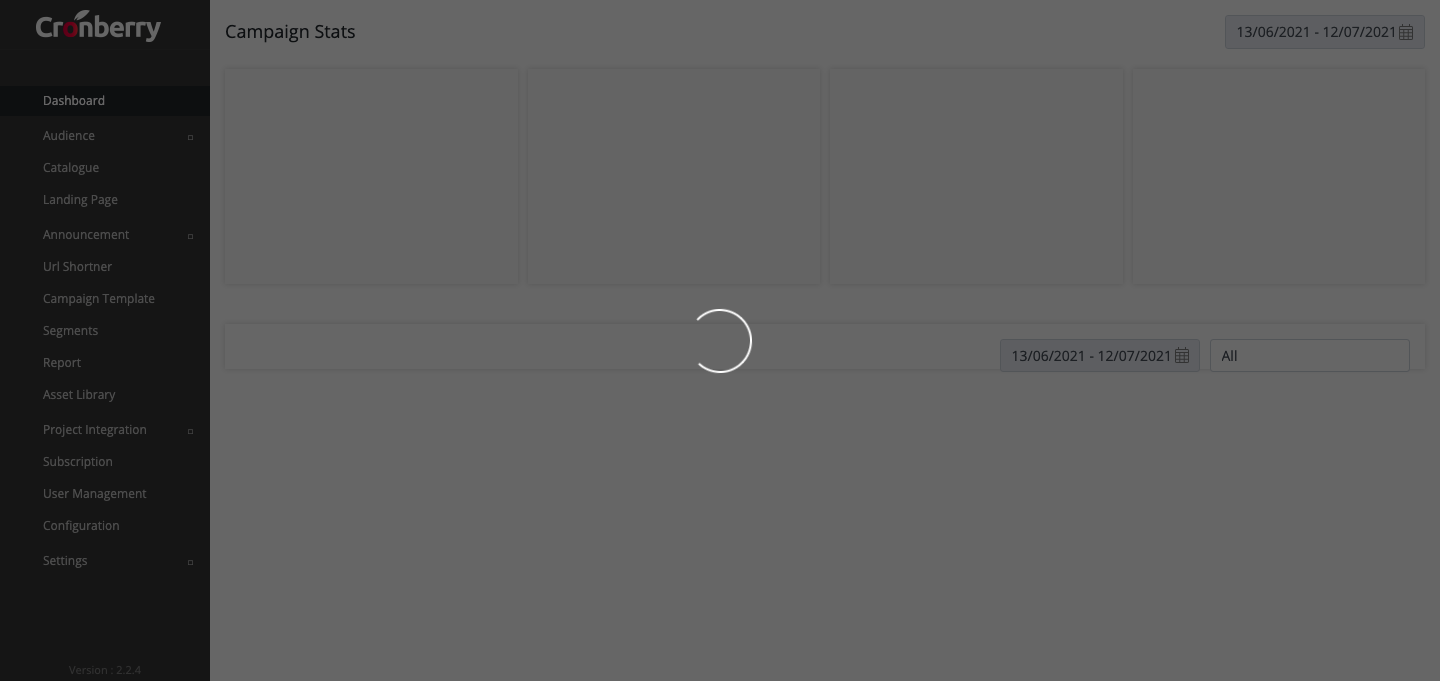 Cronberry
Campaign Stats
13/06/2021 - 12/07/2021
Dashboard
Audience
Catalogue
Landing Page
Announcement
Url Shortner
Campaign Template
Segments
Report
Asset Library
Project Integration
Subscription
User Management
Configuration
Settings
Version : 2.2.4
13/06/2021 - 12/07/2021
All